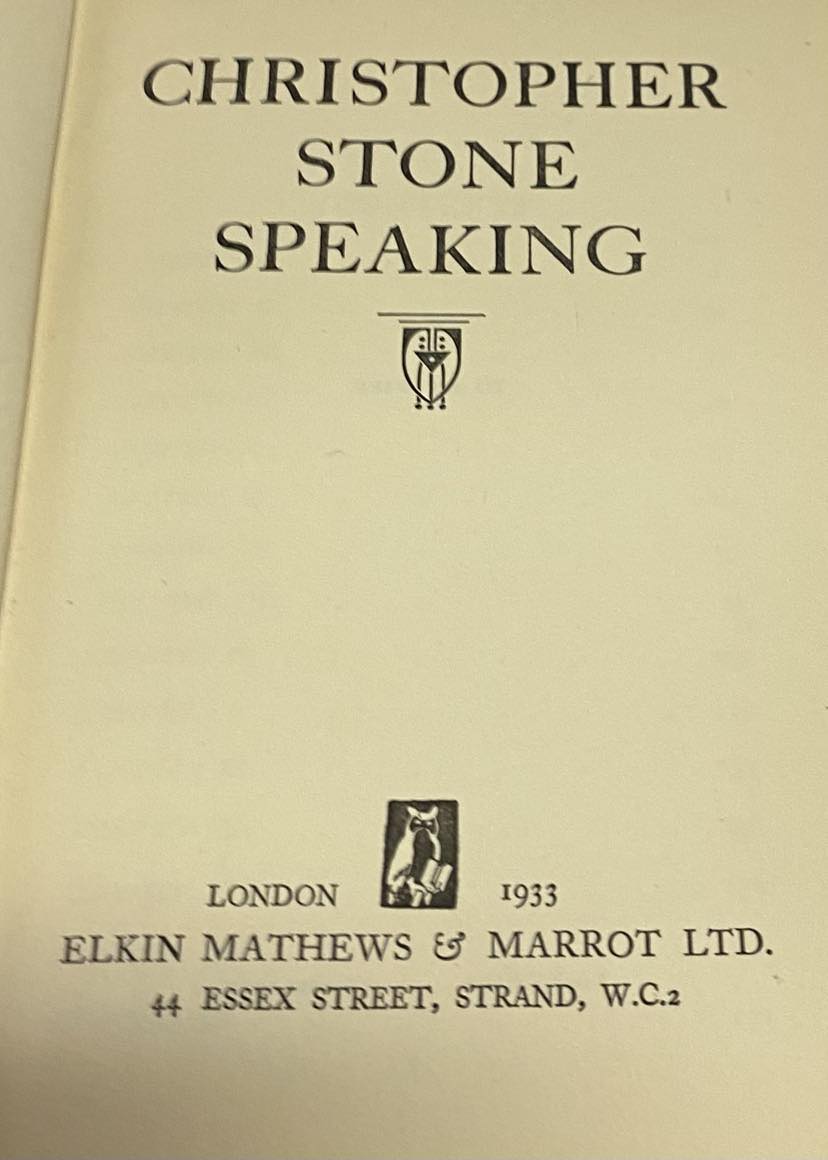 CHRISTOPHER
STONE
SPEAKING
LONDON 1933
ELKIN MATHEWS & MARROT LTD.
44 ESSEX STREET, STRAND, W.C.2